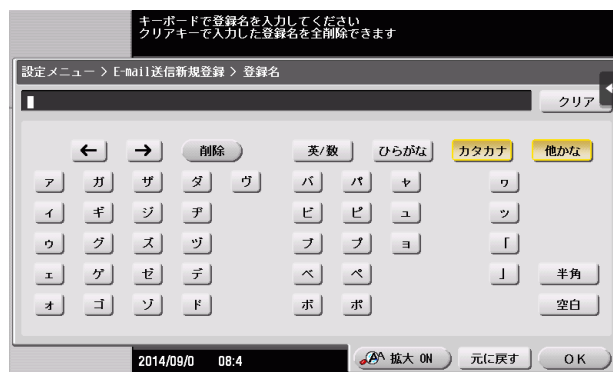 キーボードで登録名を入力してください
クリアキーで入力した登録名を全削除できます
設定メニュー > E-mail送信新規登録 > 登録名
クリア
← → 削除 英/数 ひらがな カタカナ 他かな
ァ ガ ザ ダ ヴ バ パ ャ ヮ
ィ ギ ジ ヂ ビ ピ ュ ッ
ゥ グ ズ ヅ ブ プ ョ 「
ェ ゲ ゼ デ ベ ペ 」 半角
ォ ゴ ゾ ド ボ ポ 空白
2014/09/0 08:4 拡大 ON 元に戻す OK